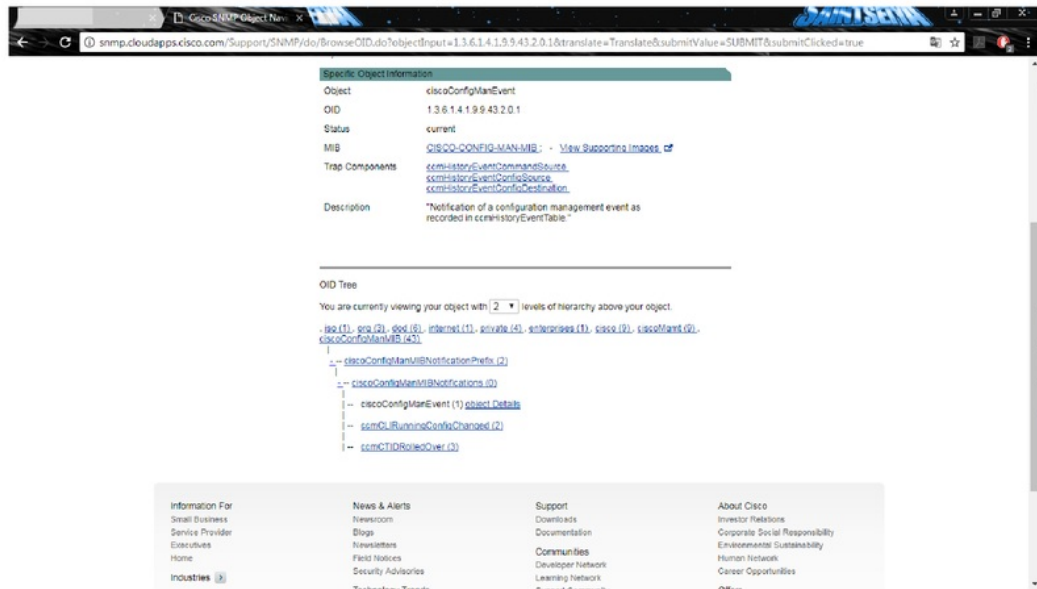 Cisco SNMP Object Navi
SAINT SEIYA
snmp.cloudapps.cisco.com/Support/SNMP/do/BrowseOID.do?objectInput=1.3.6.1.4.1.9.9.43.2.0.1&translate=Translate&submitValue=SUBMIT&submitClicked=true
Specific Object Information
Object ciscoConfigManEvent
OID 1.3.6.1.4.1.9.9.43.2.0.1
Status current
MIB CISCO-CONFIG-MAN-MIB ; - View Supporting Images
Trap Components ccmHistoryEventCommandSource
ccmHistoryEventConfigSource
ccmHistoryEventConfigDestination
Description "Notification of a configuration management event as
recorded in ccmHistoryEventTable."
OID Tree
You are currently viewing your object with 2 levels of hierarchy above your object.
. iso (1) . org (3) . dod (6) . internet (1) . private (4) . enterprises (1) . cisco (9) . ciscoMgmt (9) .
ciscoConfigManMIB (43)
- -- ciscoConfigManMIBNotificationPrefix (2)
- -- ciscoConfigManMIBNotifications (0)
-- ciscoConfigManEvent (1) object Details
-- ccmCLIRunningConfigChanged (2)
-- ccmCTIDRolledOver (3)
Information For
Small Business
Service Provider
Executives
Home
Industries
News & Alerts
Newsroom
Blogs
Newsletters
Field Notices
Security Advisories
Technology Trends
Support
Downloads
Documentation
Communities
Developer Network
Learning Network
Support Community
About Cisco
Investor Relations
Corporate Social Responsibility
Environmental Sustainability
Human Network
Career Opportunities
Offers